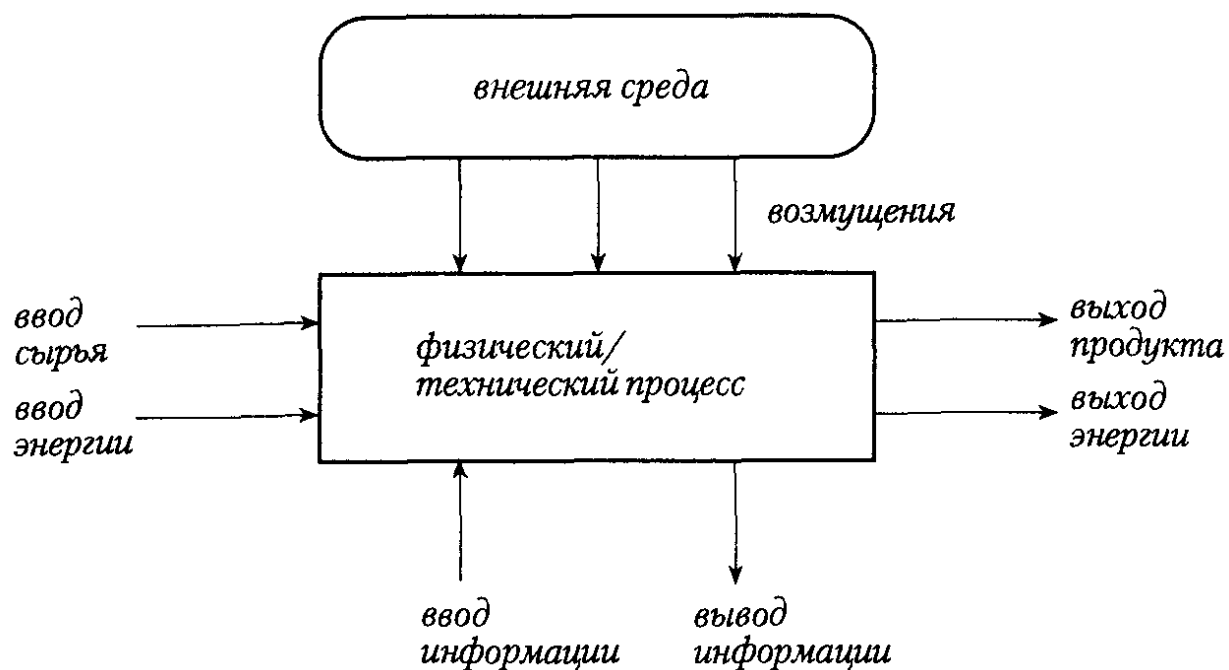 внешняя среда
возмущения
ввод
сырья
ввод
энергии
физический/
технический процесс
выход
продукта
выход
энергии
ввод
информации
вывод
информации